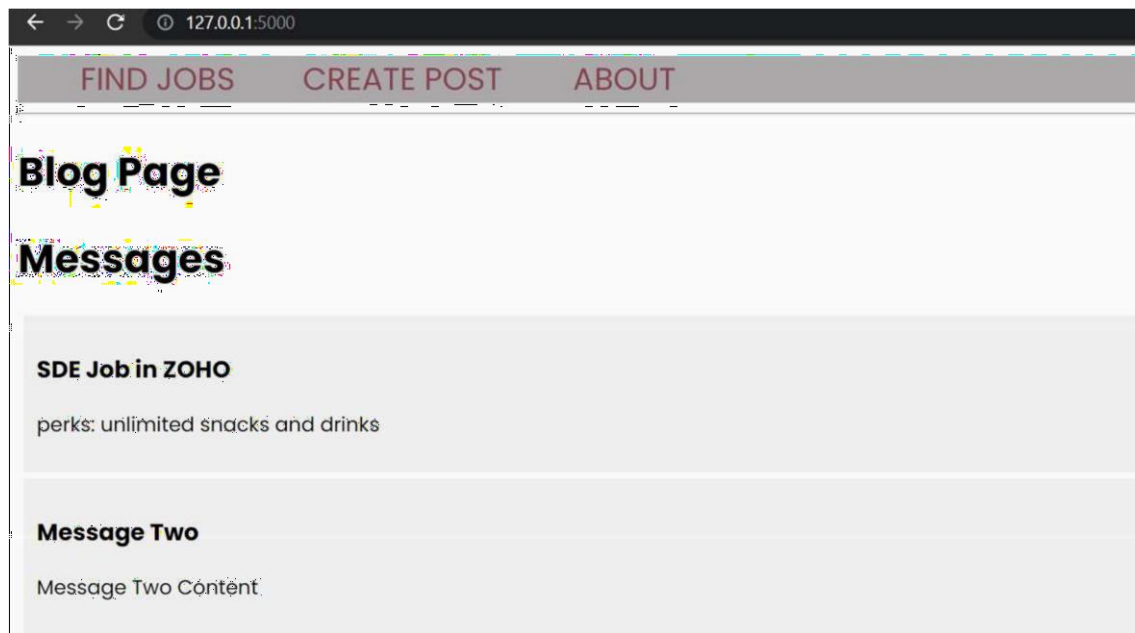 127.0.0.1:5000
FIND JOBS CREATE POST ABOUT
Blog Page
Messages
SDE Job in ZOHO
perks: unlimited snacks and drinks
Message Two
Message Two Content